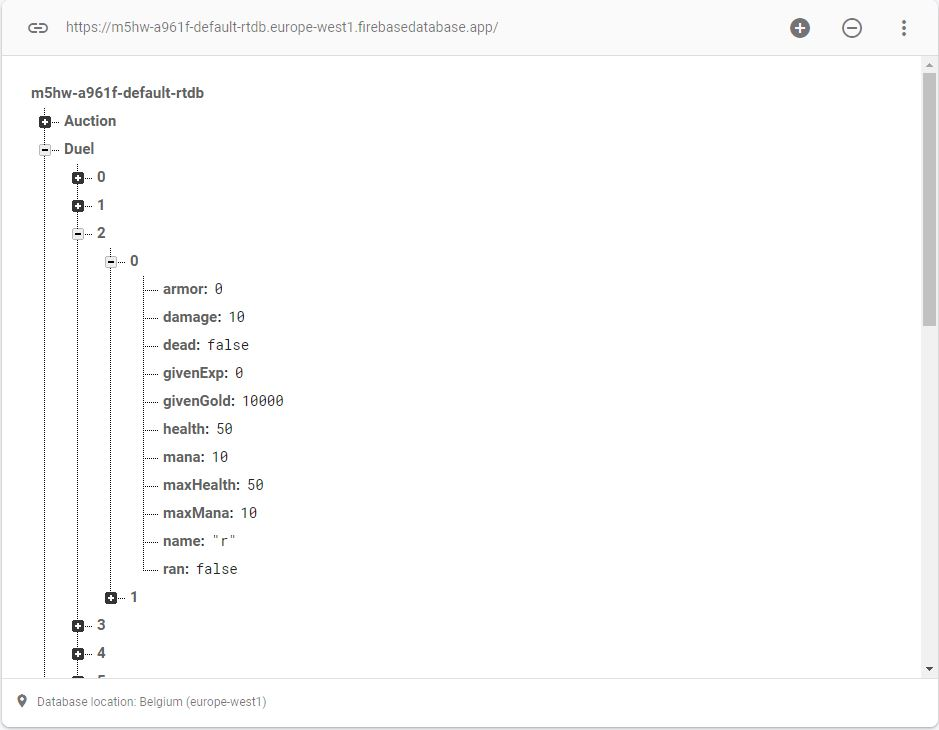 https://m5hw-a961f-default-rtdb.europe-west1.firebasedatabase.app/
m5hw-a961f-default-rtdb
Auction
Duel
0
1
2
0
armor: 0
damage: 10
dead: false
givenExp: 0
givenGold: 10000
health: 50
mana: 10
maxHealth: 50
maxMana: 10
name: "r"
ran: false
1
3
4
Database location: Belgium (europe-west1)